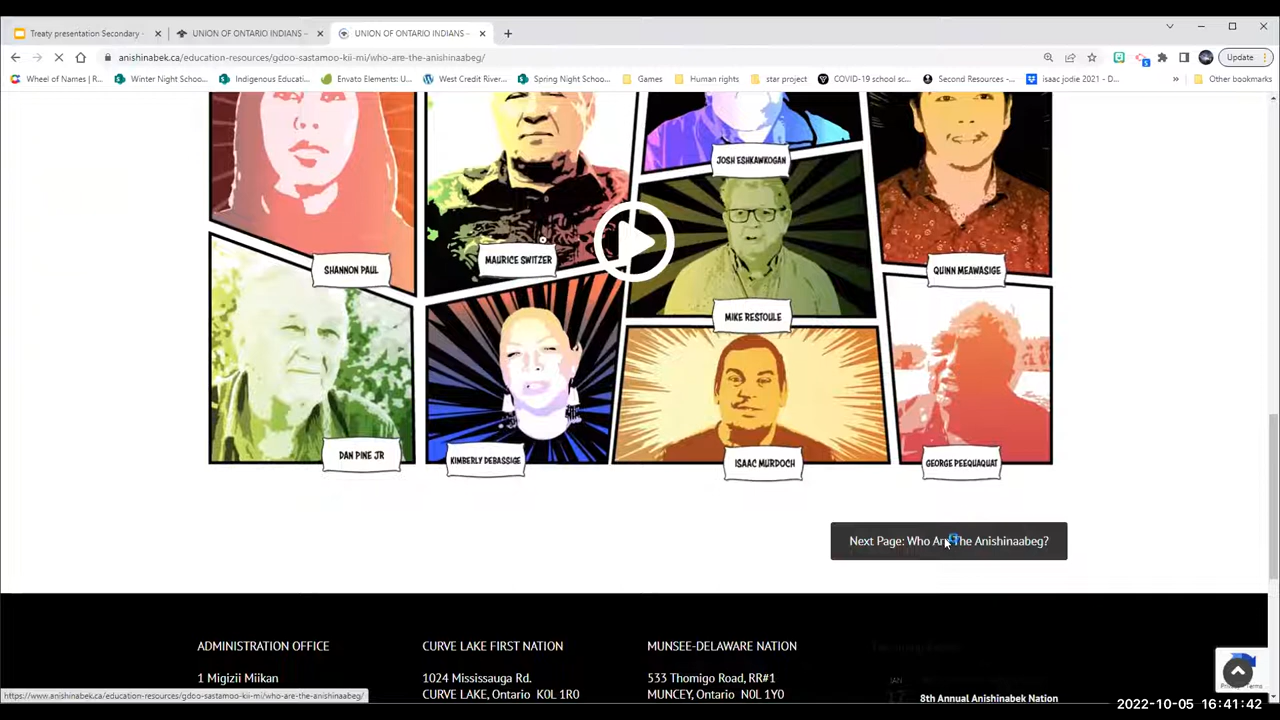 Treaty presentation Secondary -
UNION OF ONTARIO INDIANS –
UNION OF ONTARIO INDIANS –
anishinabek.ca/education-resources/gdoo-sastamoo-kii-mi/who-are-the-anishinaabeg/
Update
Wheel of Names | R...
Winter Night Schoo...
Indigenous Educati...
Envato Elements: U...
West Credit River...
Spring Night Schoo...
Games
Human rights
star project
COVID-19 school sc...
Second Resources -...
isaac jodie 2021 - D...
»
Other bookmarks
JOSH ESHKAWKOGAN
MAURICE SWITZER
SHANNON PAUL
QUINN MEAWASIGE
MIKE RESTOULE
DAN PINE JR
KIMBERLY DEBASSIGE
ISAAC MURDOCH
GEORGE PEEQUAQUAT
Next Page: Who Are The Anishinaabeg?
ADMINISTRATION OFFICE
CURVE LAKE FIRST NATION
MUNSEE-DELAWARE NATION
1 Migizii Miikan
1024 Mississauga Rd.
533 Thomigo Road, RR#1
JAN
17
CURVE LAKE, Ontario K0L 1R0
MUNCEY, Ontario N0L 1Y0
8th Annual Anishinabek Nation
https://www.anishinabek.ca/education-resources/gdoo-sastamoo-kii-mi/who-are-the-anishinaabeg/
2022-10-05 16:41:42